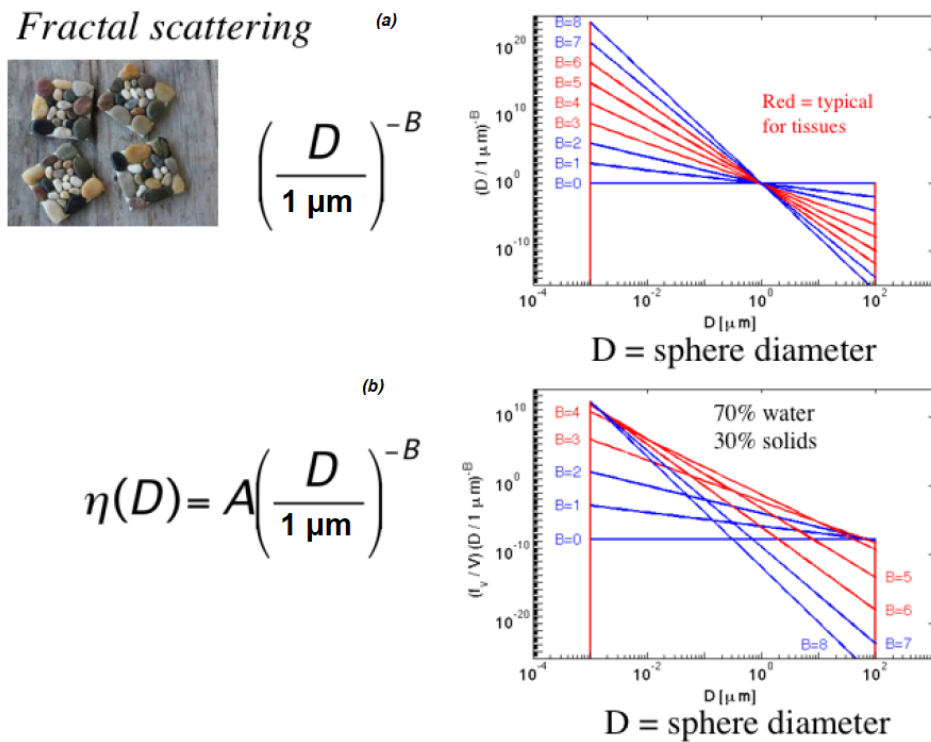 Fractal scattering
(a)
(D / 1 μm)^-B
10^20
10^10
10^0
10^-10
(D / 1 μm)^-B
B=8
B=7
B=6
B=5
B=4
B=3
B=2
B=1
B=0
Red = typical
for tissues
10^-4
10^-2
10^0
10^2
D [μm]
D = sphere diameter
(b)
η(D) = A(D / 1 μm)^-B
10^10
10^0
10^-10
10^-20
(f_v / V) (D / 1 μm)^-B
B=4
B=3
B=2
B=1
B=0
70% water
30% solids
B=5
B=6
B=7
B=8
10^-4
10^-2
10^0
10^2
D [μm]
D = sphere diameter